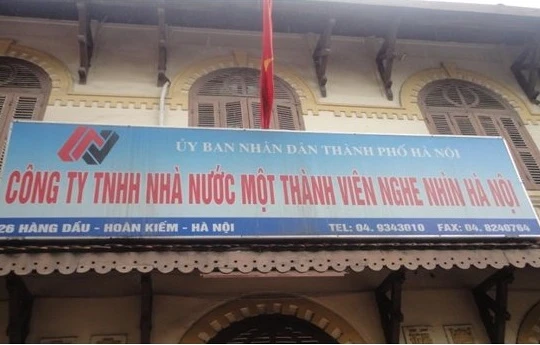 ỦY BAN NHÂN DÂN THÀNH PHỐ HÀ NỘI
CÔNG TY TNHH NHÀ NƯỚC MỘT THÀNH VIÊN NGHE NHÌN HÀ NỘI
26 HÀNG DẦU - HOÀN KIẾM - HÀ NỘI TEL: 04. 9343010 FAX: 04. 8246764